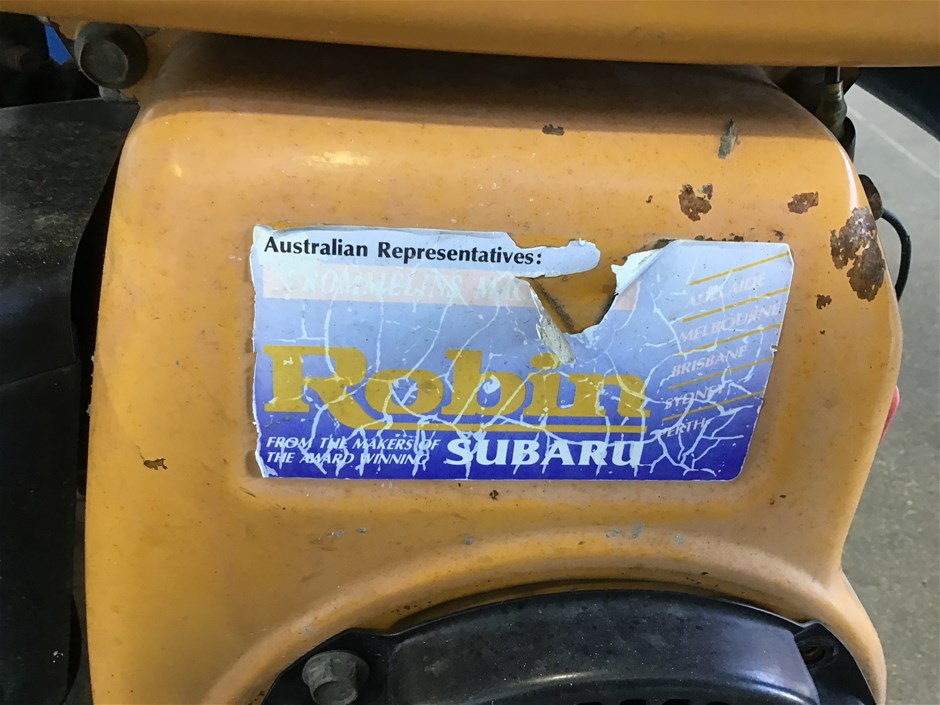 Australian Representatives:
Robin
FROM THE MAKERS OF
THE AWARD WINNING SUBARU
ADELAIDE
MELBOURNE
BRISBANE
SYDNEY
PERTH